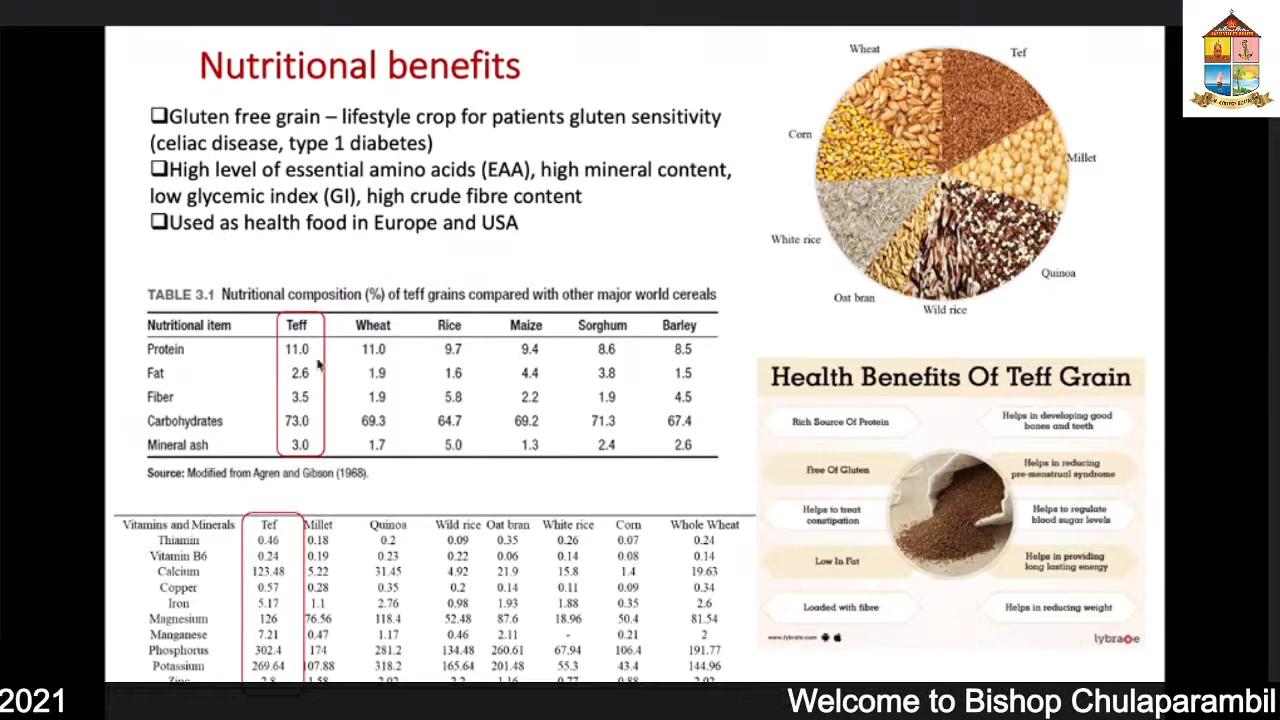 Nutritional benefits
❑Gluten free grain – lifestyle crop for patients gluten sensitivity
(celiac disease, type 1 diabetes)
❑High level of essential amino acids (EAA), high mineral content,
low glycemic index (GI), high crude fibre content
❑Used as health food in Europe and USA
Wheat
Tef
Corn
Millet
White rice
Quinoa
Oat bran
Wild rice
TABLE 3.1 Nutritional composition (%) of teff grains compared with other major world cereals
Nutritional item Teff Wheat Rice Maize Sorghum Barley
Protein 11.0 11.0 9.7 9.4 8.6 8.5
Fat 2.6 1.9 1.6 4.4 3.8 1.5
Fiber 3.5 1.9 5.8 2.2 1.9 4.5
Carbohydrates 73.0 69.3 64.7 69.2 71.3 67.4
Mineral ash 3.0 1.7 5.0 1.3 2.4 2.6
Source: Modified from Agren and Gibson (1968).
Vitamins and Minerals Tef Millet Quinoa Wild rice Oat bran White rice Corn Whole Wheat
Thiamin 0.46 0.18 0.2 0.09 0.35 0.26 0.07 0.24
Vitamin B6 0.24 0.19 0.23 0.22 0.06 0.14 0.08 0.14
Calcium 123.48 5.22 31.45 4.92 21.9 15.8 1.4 19.63
Copper 0.57 0.28 0.35 0.2 0.14 0.11 0.09 0.34
Iron 5.17 1.1 2.76 0.98 1.93 1.88 0.35 2.6
Magnesium 126 76.56 118.4 52.48 87.6 18.96 50.4 81.54
Manganese 7.21 0.47 1.17 0.46 2.11 - 0.21 2
Phosphorus 302.4 174 281.2 134.48 260.61 67.94 106.4 191.77
Potassium 269.64 107.88 318.2 165.64 201.48 55.3 43.4 144.96
Health Benefits Of Teff Grain
Rich Source Of Protein
Helps in developing good
bones and teeth
Free Of Gluten
Helps in reducing
pre-menstrual syndrome
Helps to treat
constipation
Helps to regulate
blood sugar levels
Low In Fat
Helps in providing
long lasting energy
Loaded with fibre
Helps in reducing weight
www.lybrate.com
lybrate
2021
Welcome to Bishop Chulaparambil